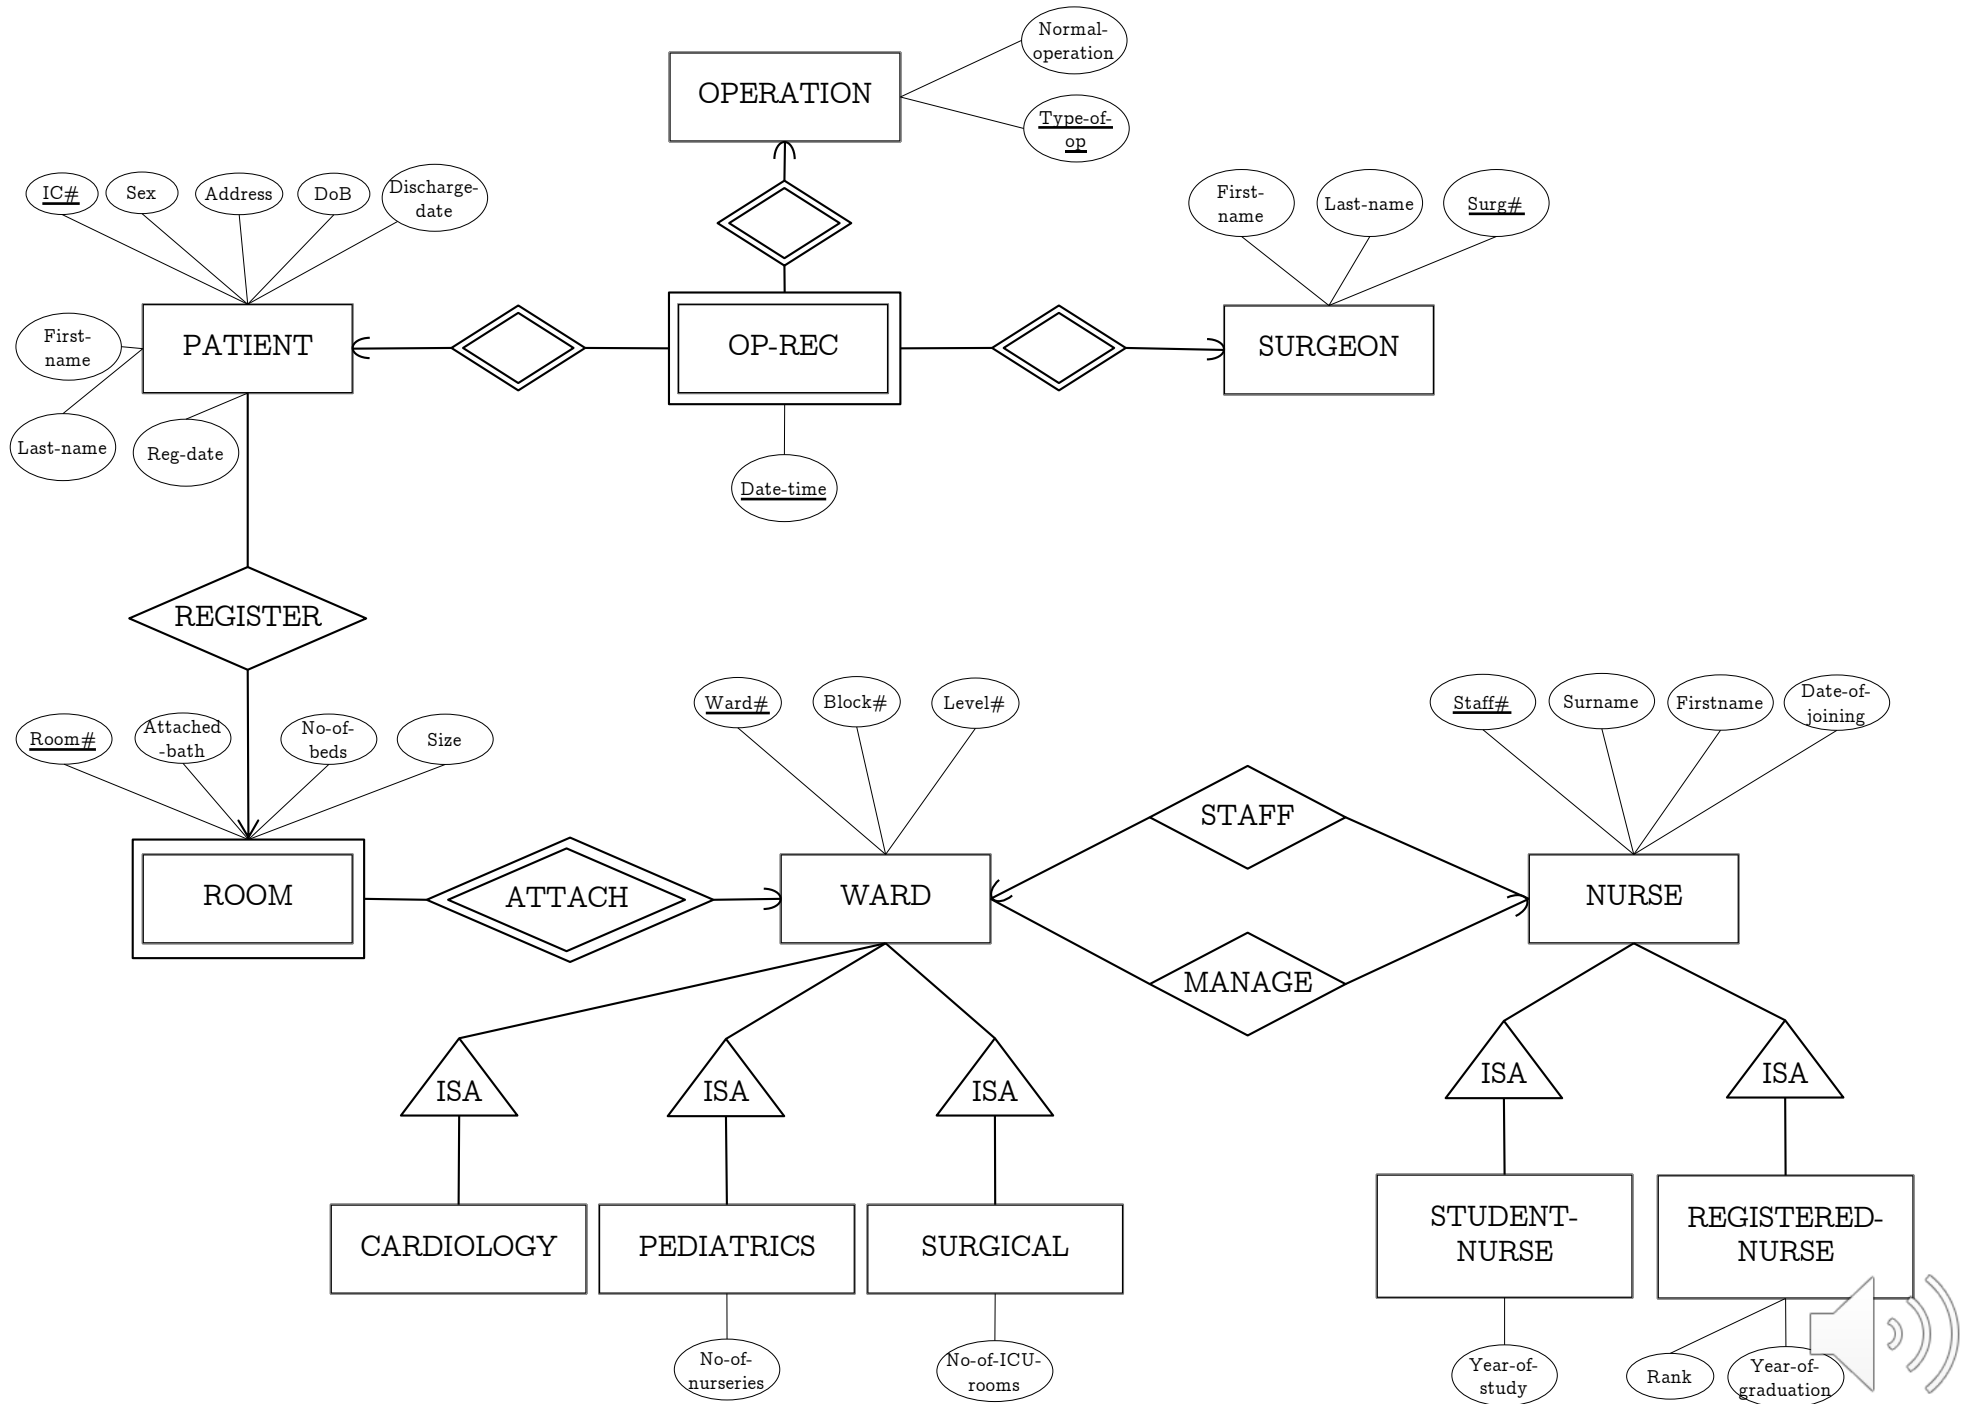 Normal-
operation
OPERATION
Type-of-
op
IC#
Sex
Address
DoB
Discharge-
date
First-
name
Last-name
Surg#
First-
name
PATIENT
OP-REC
SURGEON
Last-name
Reg-date
Date-time
REGISTER
Room#
Attached
-bath
No-of-
beds
Size
Ward#
Block#
Level#
Staff#
Surname
Firstname
Date-of-
joining
STAFF
ROOM
ATTACH
WARD
NURSE
MANAGE
ISA
ISA
ISA
ISA
ISA
CARDIOLOGY
PEDIATRICS
SURGICAL
STUDENT-
NURSE
REGISTERED-
NURSE
No-of-
nurseries
No-of-ICU-
rooms
Year-of-
study
Rank
Year-of-
graduation